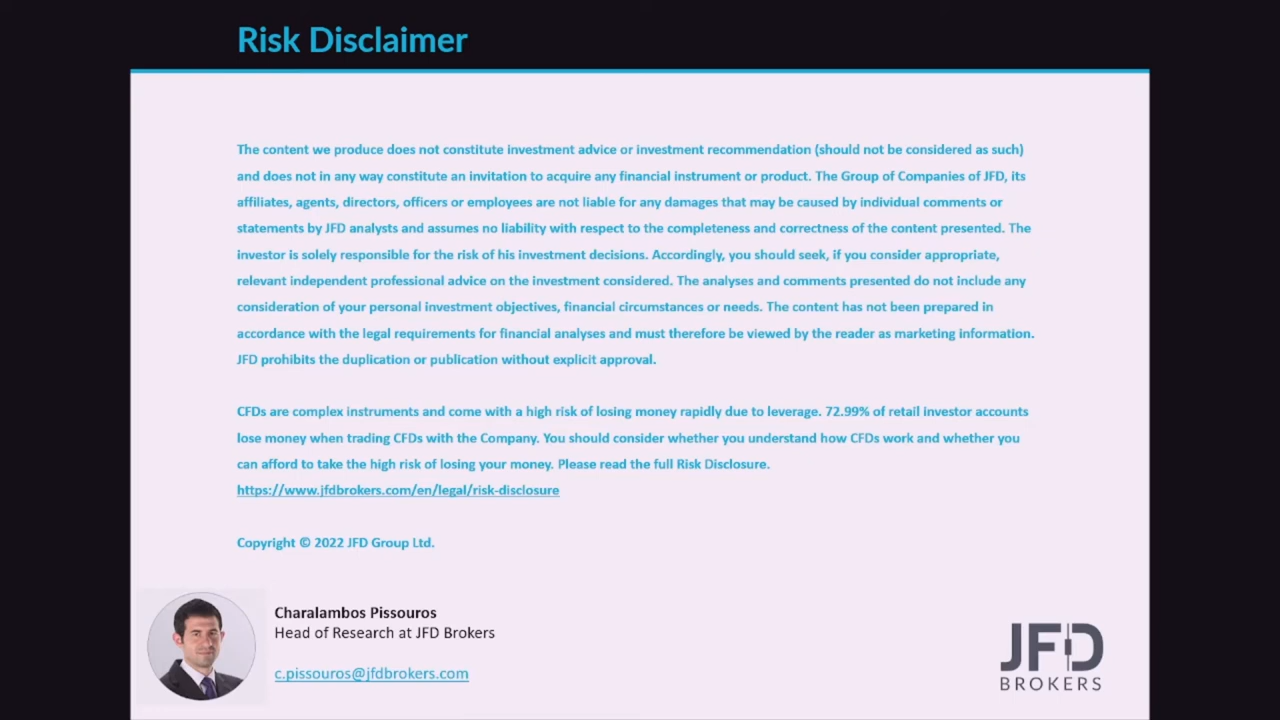 Risk Disclaimer
The content we produce does not constitute investment advice or investment recommendation (should not be considered as such)
and does not in any way constitute an invitation to acquire any financial instrument or product. The Group of Companies of JFD, its
affiliates, agents, directors, officers or employees are not liable for any damages that may be caused by individual comments or
statements by JFD analysts and assumes no liability with respect to the completeness and correctness of the content presented. The
investor is solely responsible for the risk of his investment decisions. Accordingly, you should seek, if you consider appropriate,
relevant independent professional advice on the investment considered. The analyses and comments presented do not include any
consideration of your personal investment objectives, financial circumstances or needs. The content has not been prepared in
accordance with the legal requirements for financial analyses and must therefore be viewed by the reader as marketing information.
JFD prohibits the duplication or publication without explicit approval.
CFDs are complex instruments and come with a high risk of losing money rapidly due to leverage. 72.99% of retail investor accounts
lose money when trading CFDs with the Company. You should consider whether you understand how CFDs work and whether you
can afford to take the high risk of losing your money. Please read the full Risk Disclosure.
https://www.jfdbrokers.com/en/legal/risk-disclosure
Copyright © 2022 JFD Group Ltd.
Charalambos Pissouros
Head of Research at JFD Brokers
c.pissouros@jfdbrokers.com
JFD
BROKERS